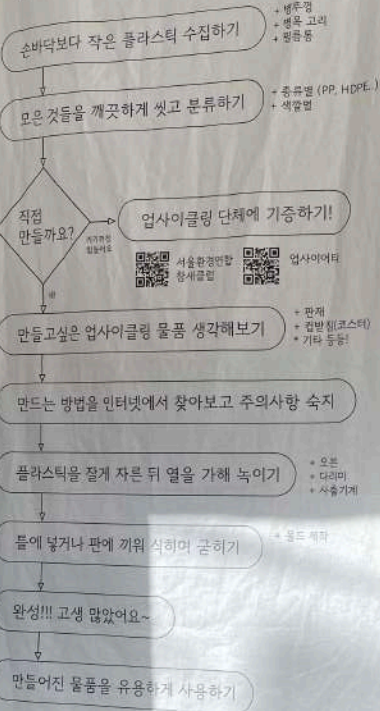 손바닥보다 작은 플라스틱 수집하기
+ 병뚜껑
+ 병목 고리
+ 필름통
모은 것들을 깨끗하게 씻고 분류하기
+ 종류별 (PP, HDPE..)
+ 색깔별
직접
만들까요?
업사이클링 단체에 기증하기!
서울환경연합
참새클럽
업사이어티
만들고싶은 업사이클링 물품 생각해보기
+ 판재
+ 컵받침(코스터)
* 기타 등등!
만드는 방법을 인터넷에서 찾아보고 주의사항 숙지
플라스틱을 잘게 자른 뒤 열을 가해 녹이기
+ 오븐
+ 다리미
+ 사출기계
틀에 넣거나 판에 끼워 식히며 굳히기
+ 몰드 제작
완성!!! 고생 많았어요~
만들어진 물품을 유용하게 사용하기